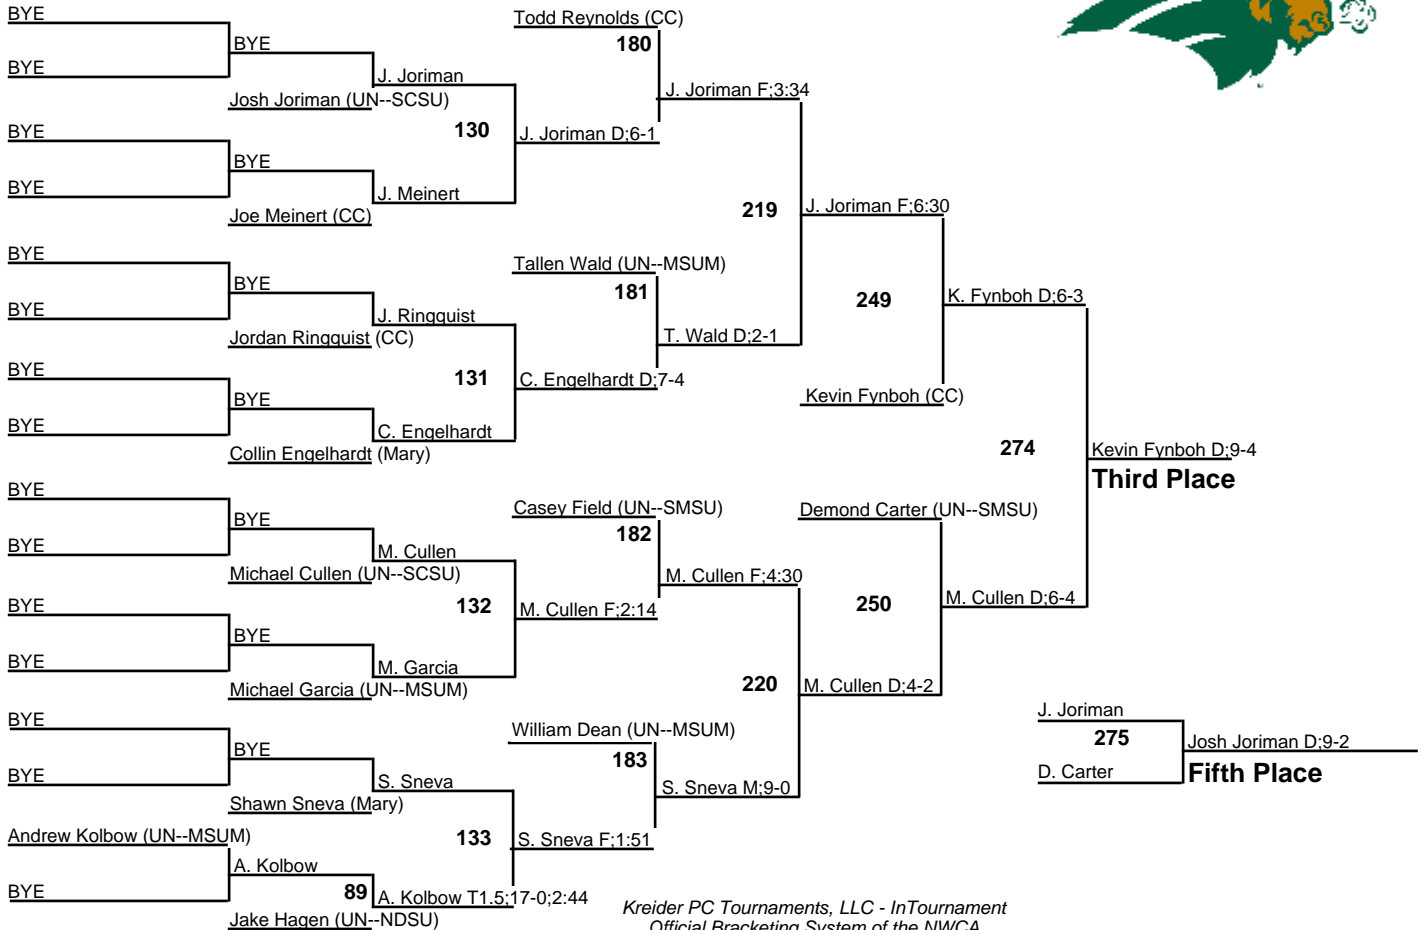 BYE
Todd Reynolds (CC)
180
BYE
BYE
J. Joriman
J. Joriman F;3:34
Josh Joriman (UN--SCSU)
BYE
130
J. Joriman D;6-1
BYE
BYE
J. Meinert
Joe Meinert (CC)
219
J. Joriman F;6:30
BYE
Tallen Wald (UN--MSUM)
BYE
181
249
K. Fynboh D;6-3
BYE
J. Ringquist
Jordan Ringquist (CC)
T. Wald D;2-1
BYE
131
C. Engelhardt D;7-4
BYE
Kevin Fynboh (CC)
BYE
C. Engelhardt
Collin Engelhardt (Mary)
274
Kevin Fynboh D;9-4
Third Place
BYE
Casey Field (UN--SMSU)
Demond Carter (UN--SMSU)
BYE
182
BYE
M. Cullen
Michael Cullen (UN--SCSU)
M. Cullen F;4:30
BYE
132
M. Cullen F;2:14
250
M. Cullen D;6-4
BYE
BYE
M. Garcia
Michael Garcia (UN--MSUM)
220
M. Cullen D;4-2
BYE
William Dean (UN--MSUM)
J. Joriman
BYE
183
275
Josh Joriman D;9-2
BYE
S. Sneva
S. Sneva M;9-0
D. Carter
Fifth Place
Shawn Sneva (Mary)
Andrew Kolbow (UN--MSUM)
133
S. Sneva F;1:51
A. Kolbow
BYE
89
A. Kolbow T1.5;17-0;2:44
Jake Hagen (UN--NDSU)
Kreider PC Tournaments, LLC - InTournament
Official Bracketing System of the NWCA